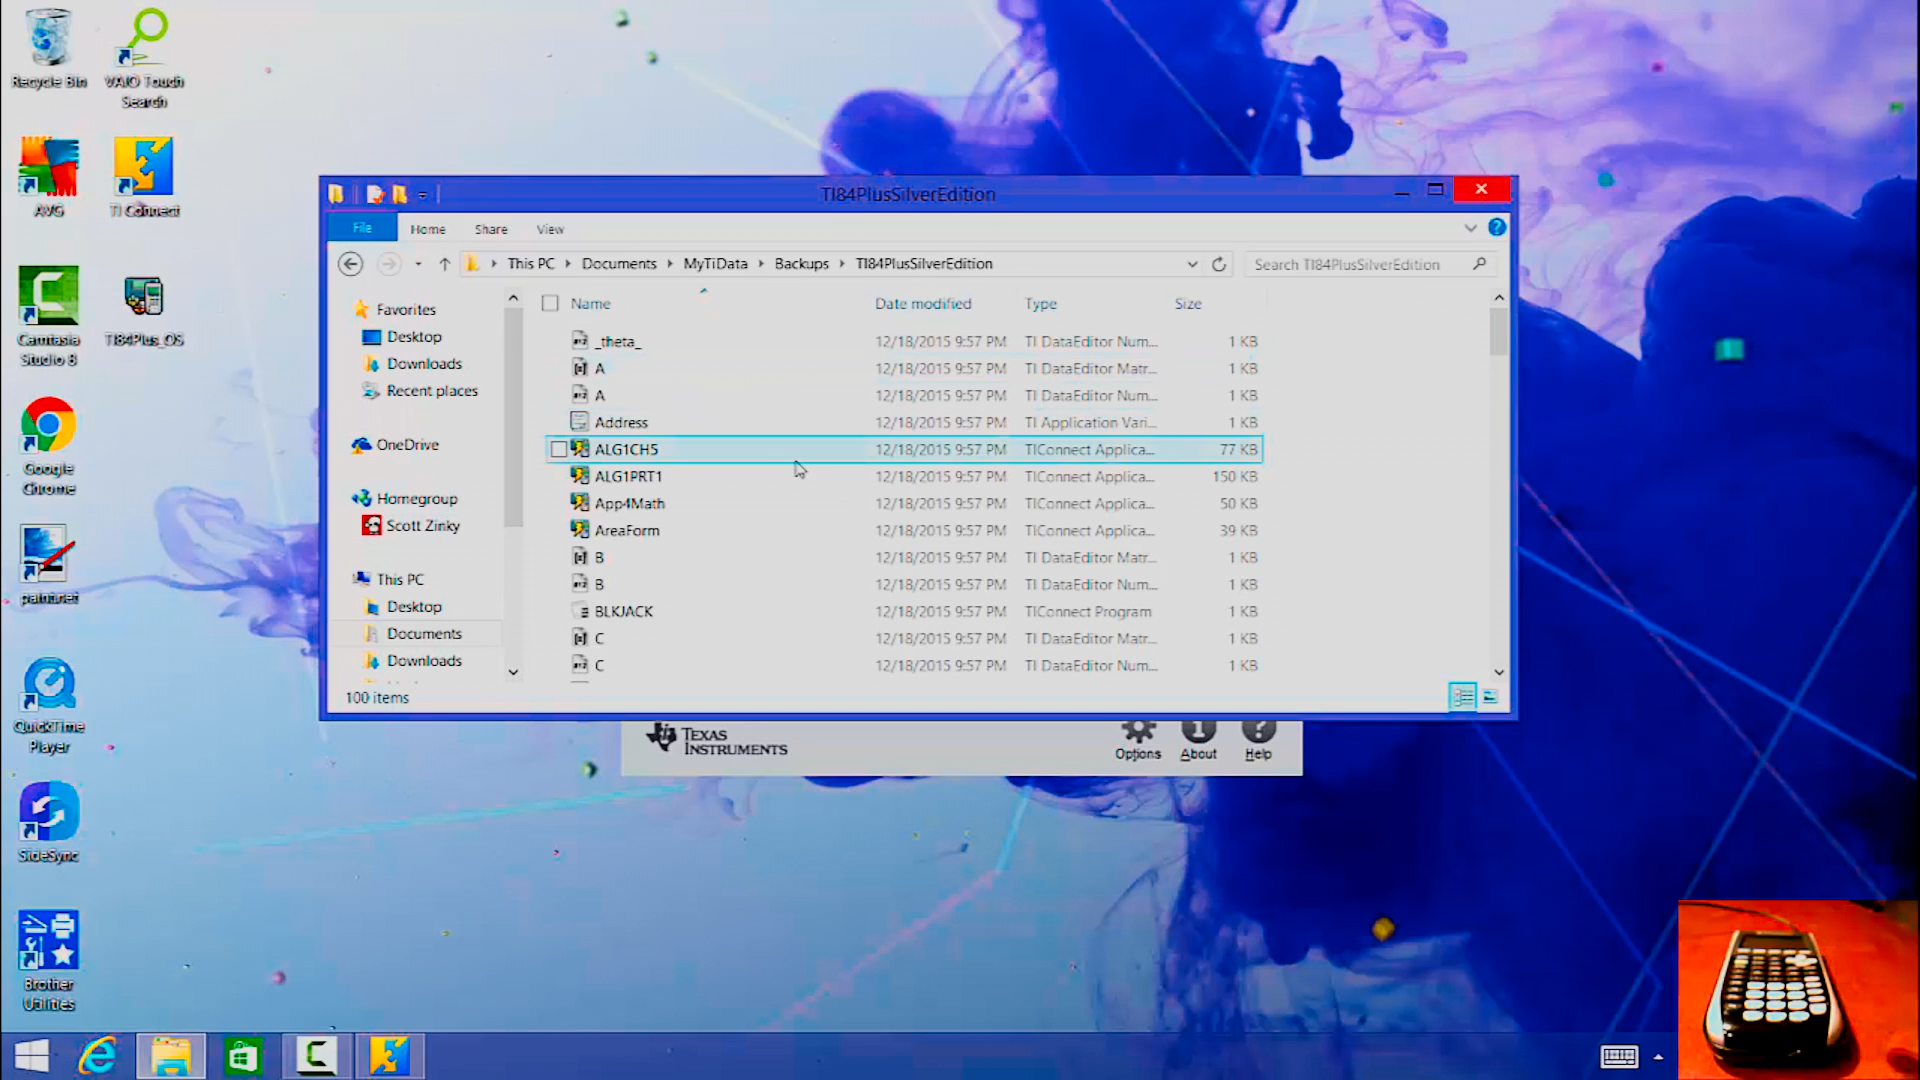 Recycle Bin
VAIO Touch
Search
AVG
TI Connect
Camtasia
Studio 8
TI84Plus_OS
Google
Chrome
paint.net
QuickTime
Player
SideSync
Brother
Utilities
TI84PlusSilverEdition
File
Home
Share
View
This PC
Documents
MyTiData
Backups
TI84PlusSilverEdition
Search TI84PlusSilverEdition
Favorites
Desktop
Downloads
Recent places
OneDrive
Homegroup
Scott Zinky
This PC
Desktop
Documents
Downloads
Name Date modified Type Size
_theta_ 12/18/2015 9:57 PM TI DataEditor Num... 1 KB
A 12/18/2015 9:57 PM TI DataEditor Matr... 1 KB
A 12/18/2015 9:57 PM TI DataEditor Num... 1 KB
Address 12/18/2015 9:57 PM TI Application Vari... 1 KB
ALG1CH5 12/18/2015 9:57 PM TIConnect Applica... 77 KB
ALG1PRT1 12/18/2015 9:57 PM TIConnect Applica... 150 KB
App4Math 12/18/2015 9:57 PM TIConnect Applica... 50 KB
AreaForm 12/18/2015 9:57 PM TIConnect Applica... 39 KB
B 12/18/2015 9:57 PM TI DataEditor Matr... 1 KB
B 12/18/2015 9:57 PM TI DataEditor Num... 1 KB
BLKJACK 12/18/2015 9:57 PM TIConnect Program 1 KB
C 12/18/2015 9:57 PM TI DataEditor Matr... 1 KB
C 12/18/2015 9:57 PM TI DataEditor Num... 1 KB
100 items
TEXAS
INSTRUMENTS
Options
About
Help